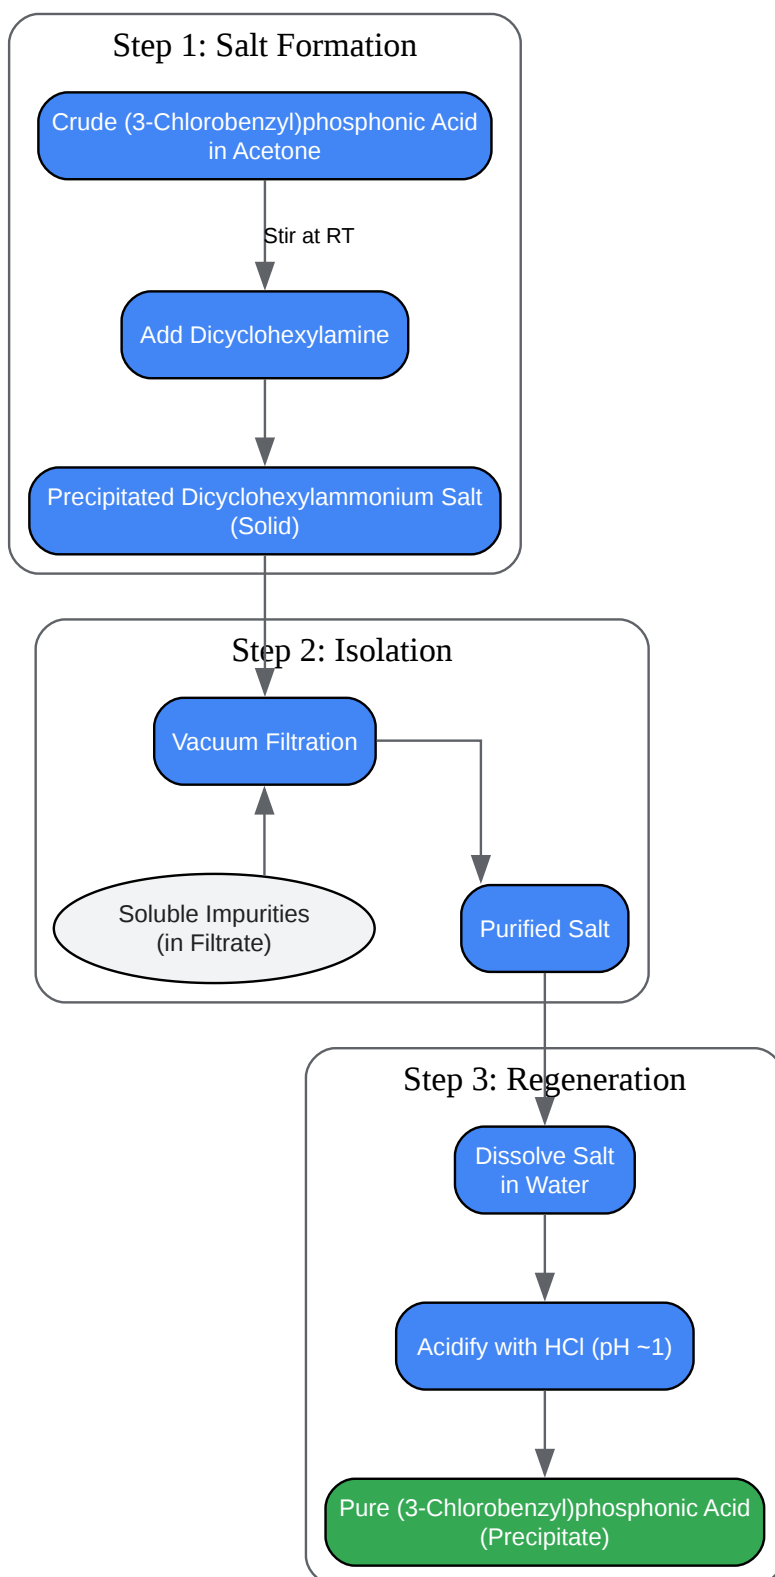 Step 1: Salt Formation
Crude (3-Chlorobenzyl)phosphonic Acid
in Acetone
Stir at RT
Add Dicyclohexylamine
Precipitated Dicyclohexylammonium Salt
(Solid)
Step 2: Isolation
Vacuum Filtration
Soluble Impurities
(in Filtrate)
Purified Salt
Step 3: Regeneration
Dissolve Salt
in Water
Acidify with HCl (pH ~1)
Pure (3-Chlorobenzyl)phosphonic Acid
(Precipitate)